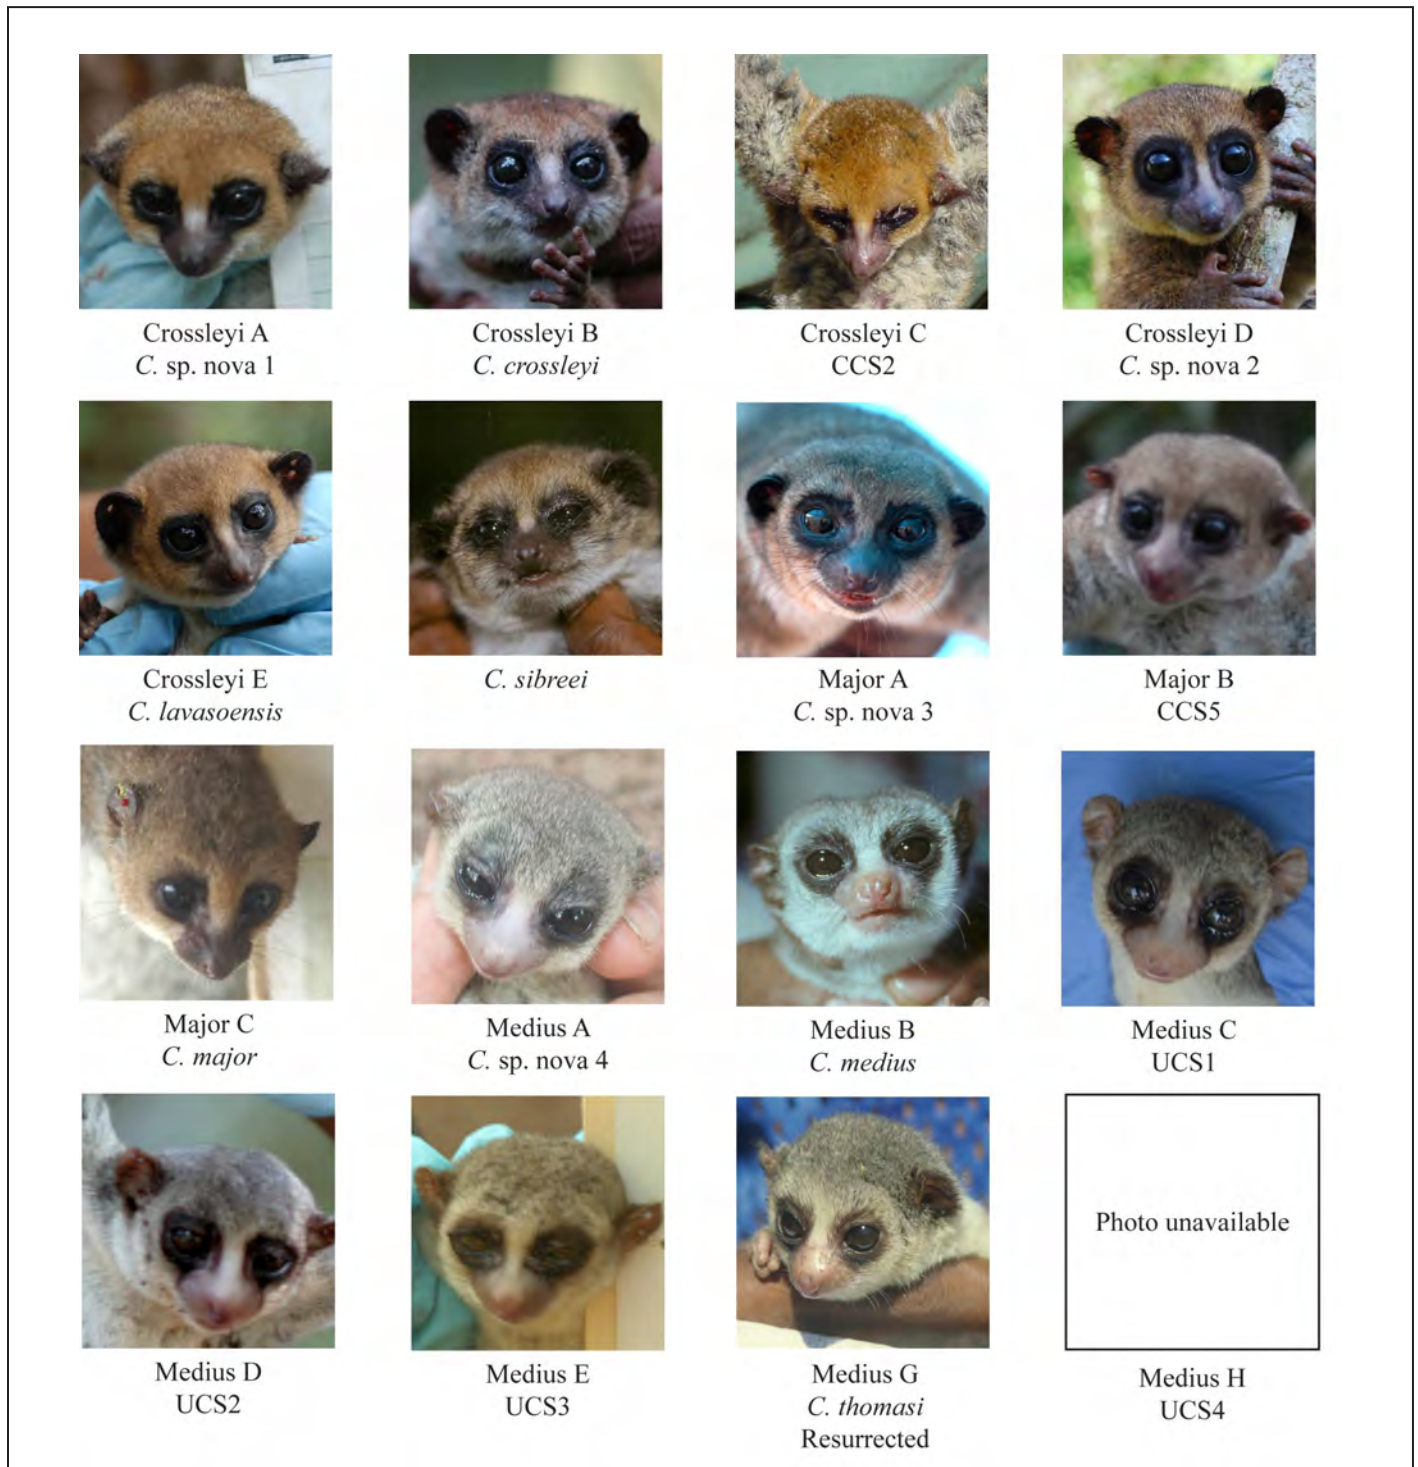 Crossleyi A
C. sp. nova 1
Crossleyi B
C. crossleyi
Crossleyi C
CCS2
Crossleyi D
C. sp. nova 2
Crossleyi E
C. lavasoensis
C. sibreei
Major A
C. sp. nova 3
Major B
CCS5
Major C
C. major
Medius A
C. sp. nova 4
Medius B
C. medius
Medius C
UCS1
Medius D
UCS2
Medius E
UCS3
Medius G
C. thomasi
Resurrected
Photo unavailable
Medius H
UCS4